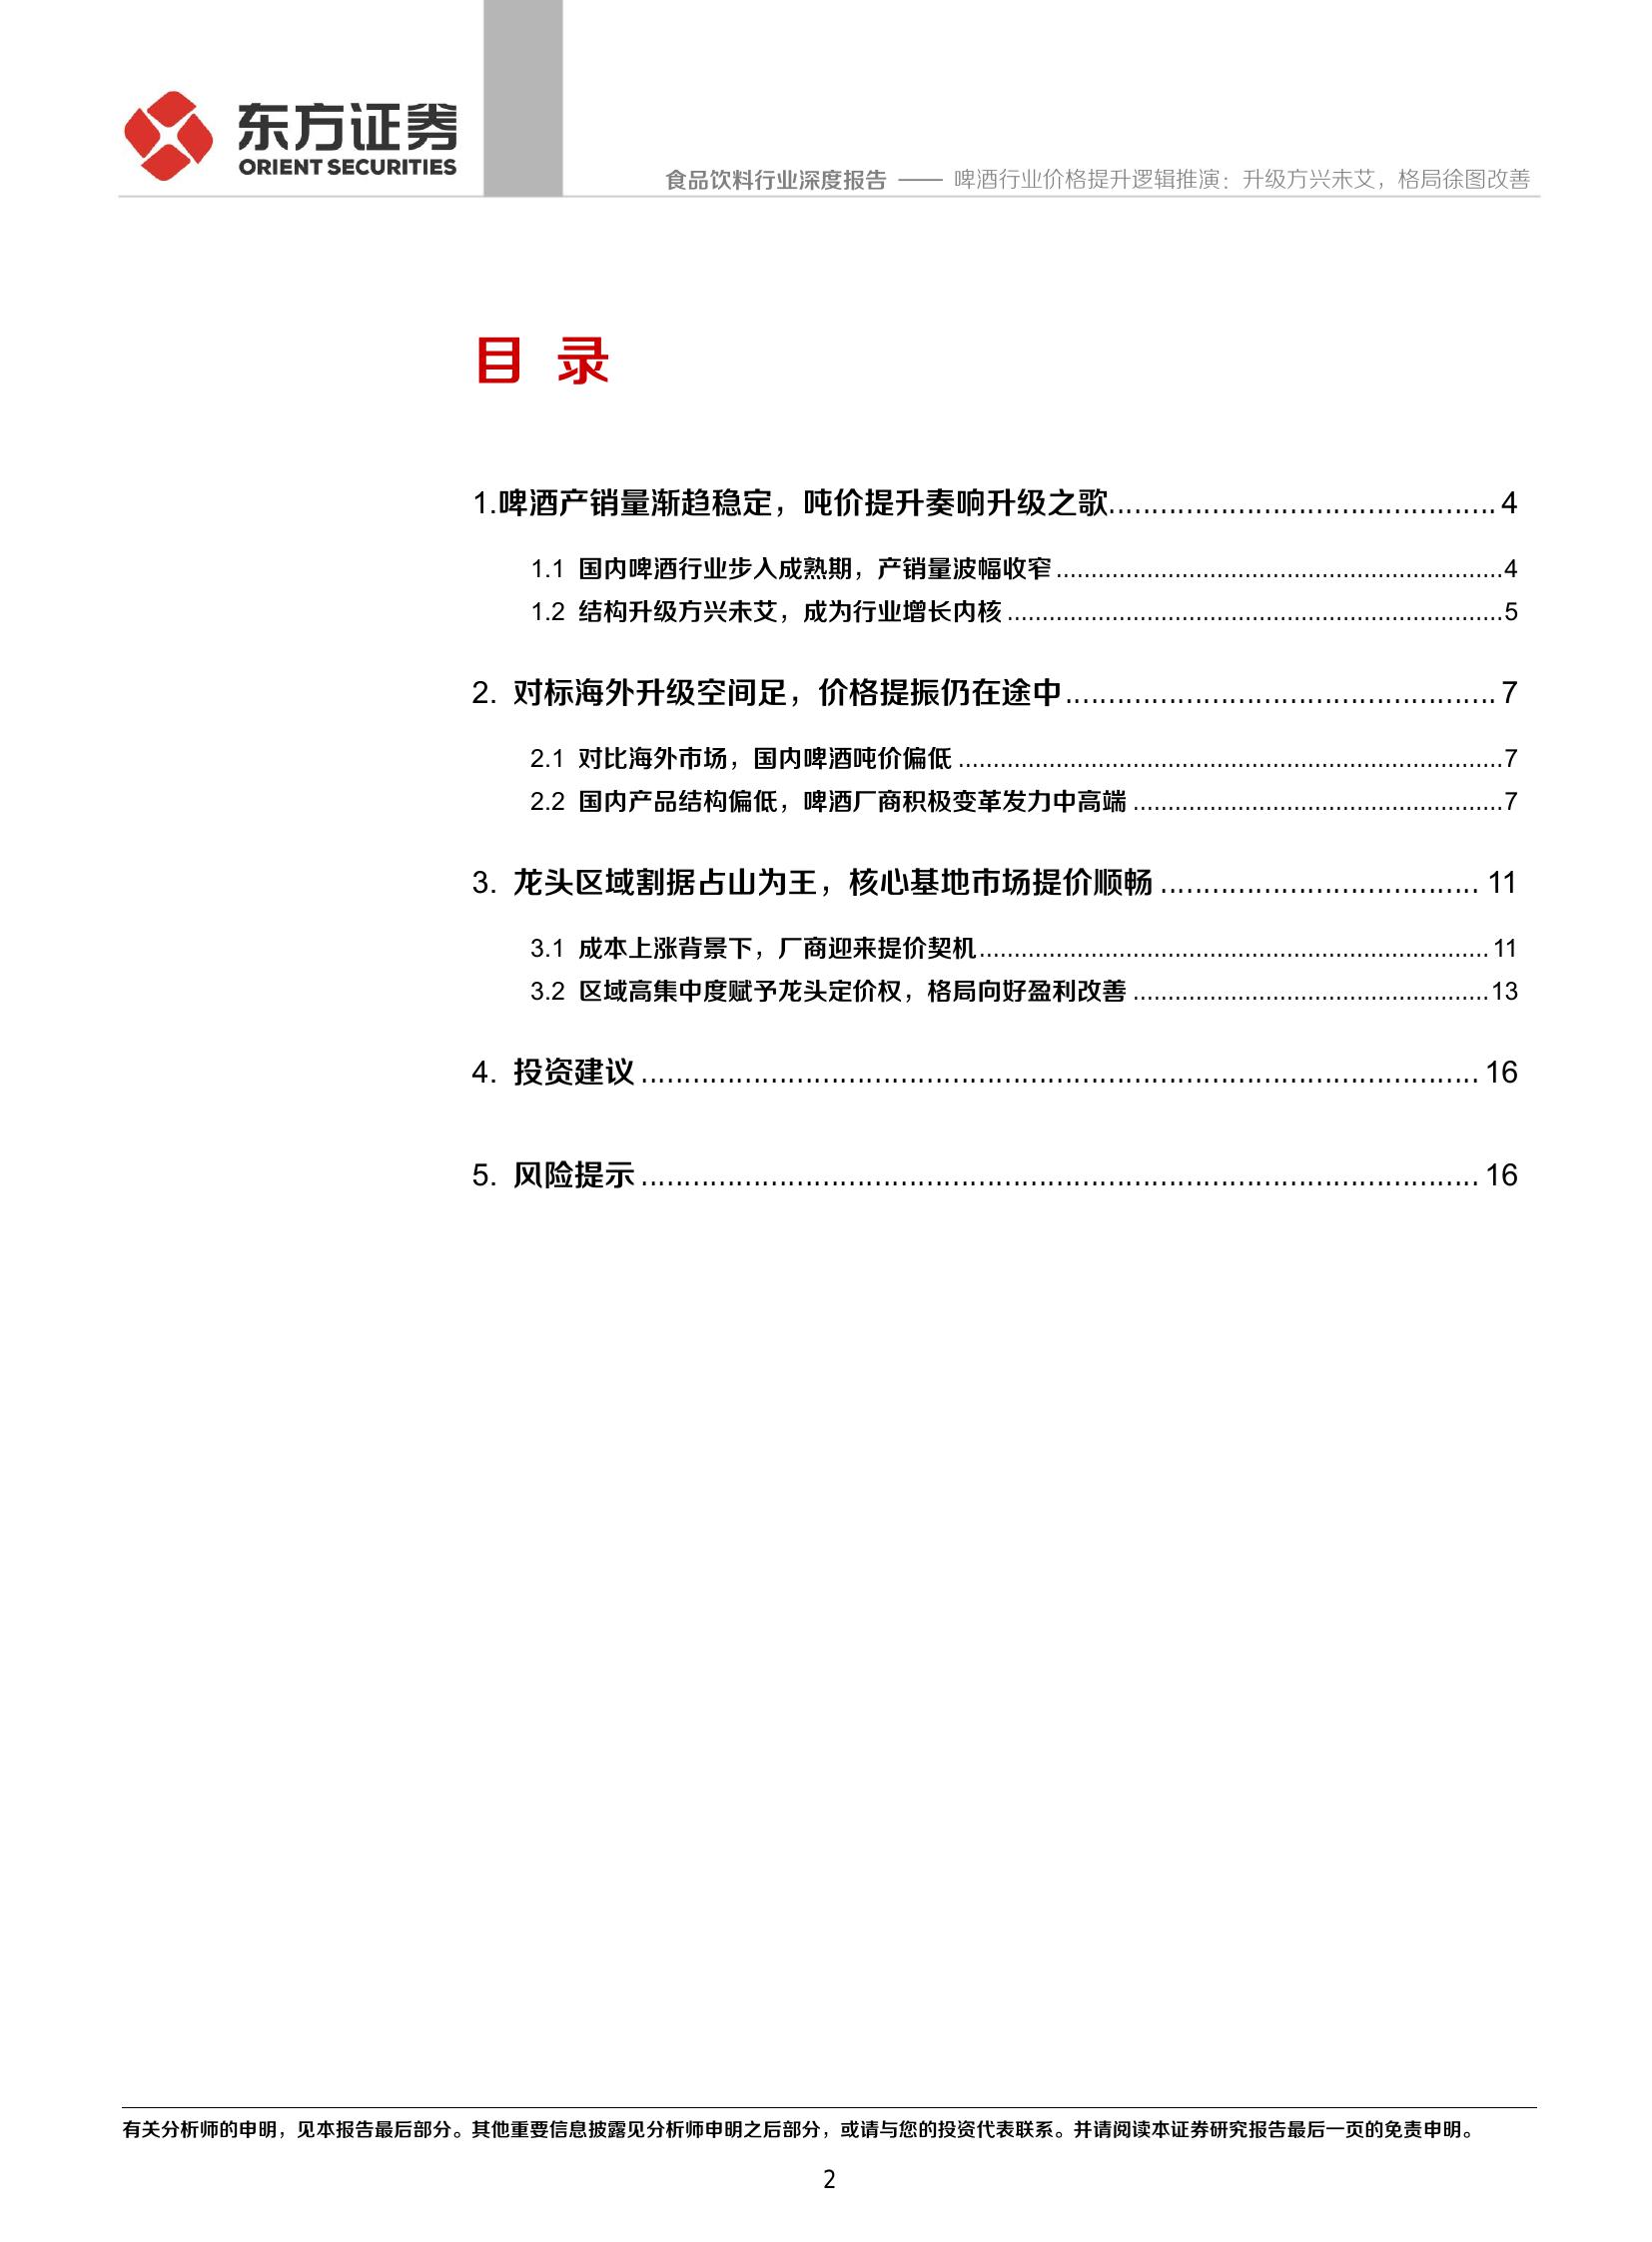 东方证券
ORIENT SECURITIES
食品饮料行业深度报告 —— 啤酒行业价格提升逻辑推演：升级方兴未艾，格局徐图改善
目 录
1.啤酒产销量渐趋稳定，吨价提升奏响升级之歌............................................. 4
1.1 国内啤酒行业步入成熟期，产销量波幅收窄................................................................4
1.2 结构升级方兴未艾，成为行业增长内核.......................................................................5
2. 对标海外升级空间足，价格提振仍在途中.................................................. 7
2.1 对比海外市场，国内啤酒吨价偏低..............................................................................7
2.2 国内产品结构偏低，啤酒厂商积极变革发力中高端.....................................................7
3. 龙头区域割据占山为王，核心基地市场提价顺畅..................................... 11
3.1 成本上涨背景下，厂商迎来提价契机......................................................................... 11
3.2 区域高集中度赋予龙头定价权，格局向好盈利改善...................................................13
4. 投资建议................................................................................................. 16
5. 风险提示................................................................................................. 16
有关分析师的申明，见本报告最后部分。其他重要信息披露见分析师申明之后部分，或请与您的投资代表联系。并请阅读本证券研究报告最后一页的免责申明。
2